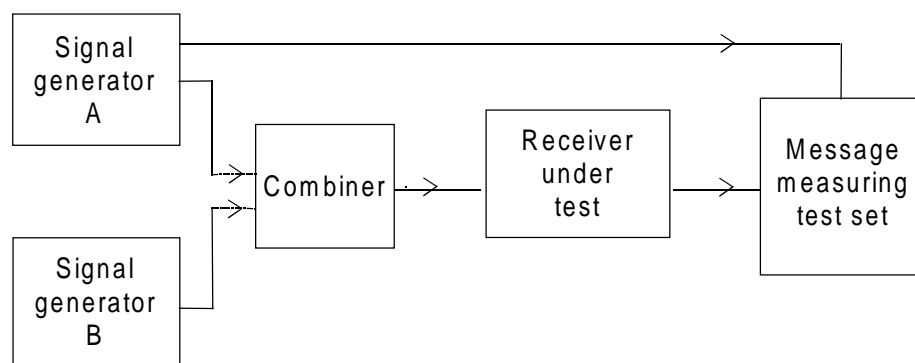 Signal
generator
A
Combiner
Receiver
under
test
Message
measuring
test set
Signal
generator
B